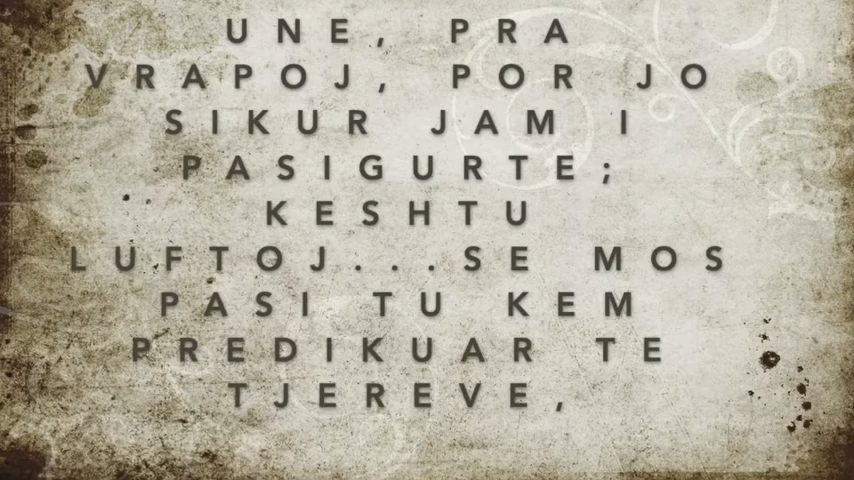 UNE, PRA
VRAPOJ, POR JO
SIKUR JAM I
PASIGURTE;
KESHTU
LUFTOJ...SE MOS
PASI TU KEM
PREDIKUAR TE
TJEREVE,